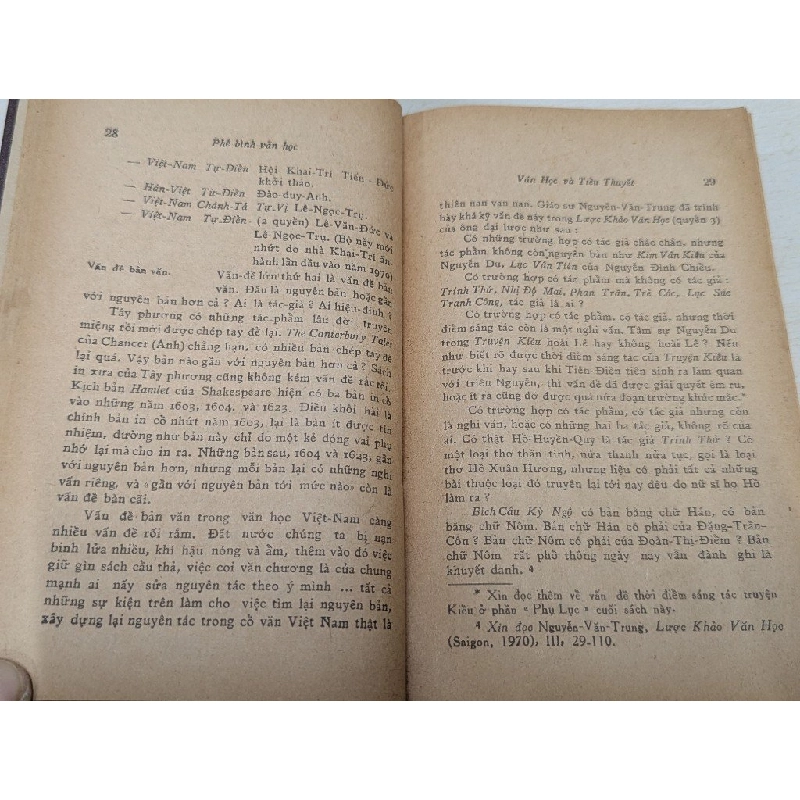 28
Phê bình văn học
— Việt-Nam Tự-Điển Hội Khai-Trí Tiến-Đức
khởi thảo.
— Hán-Việt Tự-Điển Đào-duy-Anh.
— Việt-Nam Chánh-Tả Tự-Vị Lê-Ngọc-Trụ.
— Việt-Nam Tự-Điển (2 quyển) Lê-Văn-Đức và
Lê-Ngọc-Trụ. (Bộ này mới
nhứt do nhà Khai-Trí ấn
hành lần đầu vào năm 1970)
Vấn đề bản văn.
Vấn-đề lớn thứ hai là vấn đề bản
văn. Đâu là nguyên bản, hoặc gần
với nguyên bản hơn cả ? Ai là tác-giả ? Ai hiệu-đính ?
Tây phương có những tác-phẩm lâu đời truyền
miệng rồi mới được chép tay để lại. The Canterbury Tales
của Chancer (Anh) chẳng hạn, có nhiều bản chép tay để
lại quá. Vậy bản nào gần với nguyên bản hơn cả ? Sách
in xưa của Tây phương cũng không kém vấn đề rắc rối.
Kịch bản Hamlet của Shakespeare hiện có ba bản in cổ
vào những năm 1603, 1604, và 1623. Điều khôi hài là
chính bản in cổ nhứt năm 1603, lại là bản ít được tín
nhiệm, dường như bản này chỉ do một kẻ đóng vai phụ
nhớ lại mà cho in ra. Những bản sau, 1604 và 1623, gần
với nguyên bản hơn, nhưng mỗi bản lại có những nghi
vấn riêng, và «gần với nguyên bản tới mức nào» còn là
vấn đề bàn cãi.
Vấn đề bản văn trong văn học Việt-Nam càng
nhiều vấn đề rối rắm. Đất nước chúng ta bị nạn
binh lửa nhiều, khí hậu nóng và ẩm, thêm vào đó việc
giữ gìn sách cẩu thả, việc coi văn chương là của chung
mạnh ai nấy sửa nguyên tác theo ý mình ... tất cả
những sự kiện trên làm cho việc tìm lại nguyên bản,
xây dựng lại nguyên tác trong cổ văn Việt Nam thật là
Văn Học và Tiểu Thuyết
29
thiên nan vạn nan. Giáo sư Nguyễn-Văn-Trung đã trình
bày khá kỹ vấn đề này trong Lược Khảo Văn Học (quyển 3)
của ông đại lược như sau :
Có những trường hợp có tác giả chắc chắn, nhưng
tác phẩm không còn nguyên bản như Kim Vân Kiều của
Nguyễn Du, Lục Vân Tiên của Nguyễn Đình Chiểu.
Có trường hợp có tác phẩm mà không có tác giả :
Trinh Thử, Nhị Độ Mai, Phan Trần, Trê Cóc, Lục Súc
Tranh Công, tác giả là ai ?
Có trường hợp có tác phẩm, có tác giả, nhưng thời
điểm sáng tác còn là một nghi vấn. Tâm sự Nguyễn Du
trong Truyện Kiều hoài Lê hay không hoài Lê ? Nếu
như biết rõ được thời điểm sáng tác của Truyện Kiều là
trước khi hay sau khi Tiên Điền tiên sinh ra làm quan
với triều Nguyễn, thì vấn đề đã được giải quyết êm ru,
hoặc ít ra cũng đỡ được quá nửa đoạn trường khúc mắc.*
Có trường hợp có tác phẩm, có tác giả nhưng còn
là nghi vấn, hoặc có những hai ba tác giả, không rõ của
ai. Có thật Hồ-Huyền-Quy là tác giả Trinh Thử ? Có
một loại thơ thần tình, nửa thanh nửa tục, gọi là loại
thơ Hồ Xuân Hương, nhưng liệu có phải tất cả những
bài thuộc loại đó truyền lại tới nay đều do nữ sĩ họ Hồ
làm ra ?
Bích Câu Kỳ Ngộ có bản bằng chữ Hán, có bản
bằng chữ Nôm. Bản chữ Hán có phải của Đặng-Trần-
Côn ? Bản chữ Nôm có phải của Đoàn-Thị-Điểm ? Bản
chữ Nôm rất phổ thông ngày nay vẫn đành ghi là
khuyết danh. 4
* Xin đọc thêm về vấn đề thời điểm sáng tác truyện
Kiều ở phần « Phụ Lục » cuối sách này.
4 Xin đọc Nguyễn-Văn-Trung, Lược Khảo Văn Học
(Saigon, 1970), III, 29-110.